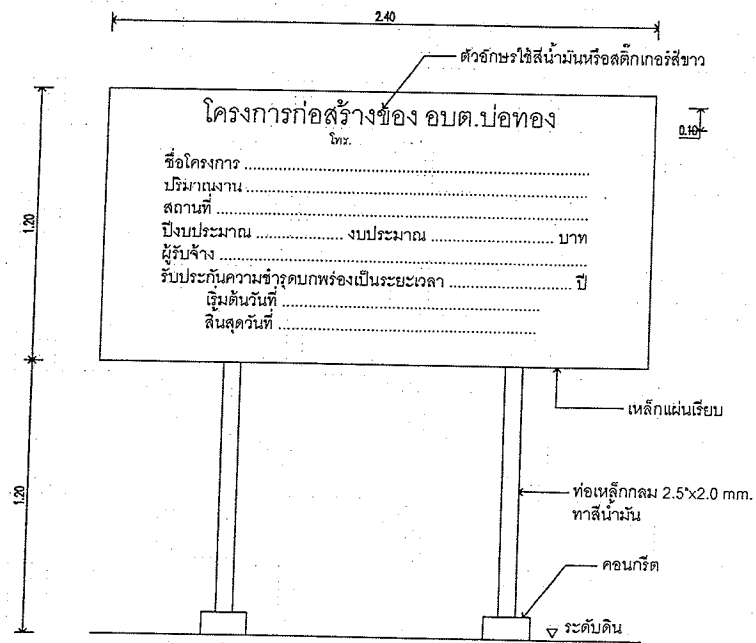 2.40
ตัวอักษรใช้สีน้ำมันหรือสติ๊กเกอร์สีขาว
โครงการก่อสร้างของ อบต.บ่อทอง
โทร.
0.10
ชื่อโครงการ ................................................
ปริมาณงาน ................................................
สถานที่ ................................................
1.20
ปีงบประมาณ .................... งบประมาณ .......................... บาท
ผู้รับจ้าง ................................................
รับประกันความชำรุดบกพร่องเป็นระยะเวลา .......................... ปี
เริ่มต้นวันที่ ................................................
สิ้นสุดวันที่ ................................................
เหล็กแผ่นเรียบ
1.20
ท่อเหล็กกลม 2.5"x2.0 mm.
ทาสีน้ำมัน
คอนกรีต
ระดับดิน